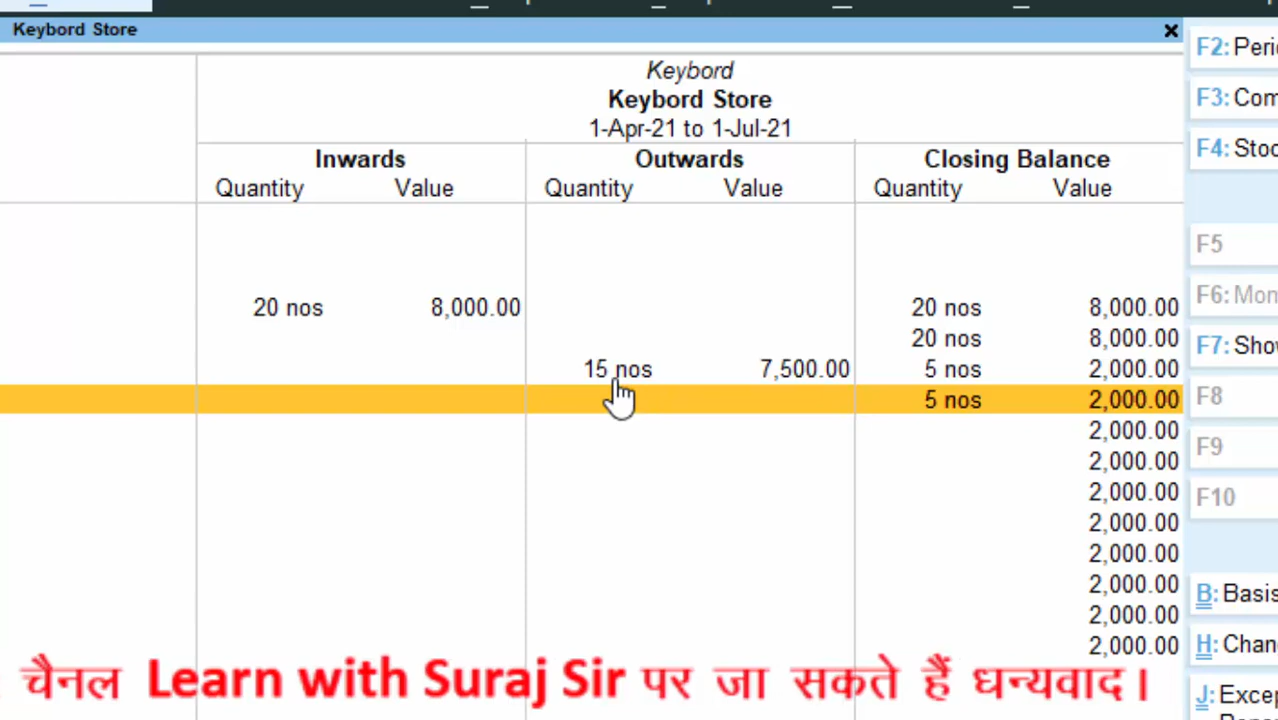 Keybord Store
Keybord
Keybord Store
1-Apr-21 to 1-Jul-21
Inwards Outwards Closing Balance
Quantity Value Quantity Value Quantity Value
20 nos 8,000.00 20 nos 8,000.00
20 nos 8,000.00
15 nos 7,500.00 5 nos 2,000.00
5 nos 2,000.00
2,000.00
2,000.00
2,000.00
2,000.00
2,000.00
2,000.00
2,000.00
2,000.00
F2: Peri
F3: Com
F4: Stoc
F5
F6: Mon
F7: Sho
F8
F9
F10
B: Basis
H: Chan
J: Excep
चैनल Learn with Suraj Sir पर जा सकते हैं धन्यवाद।